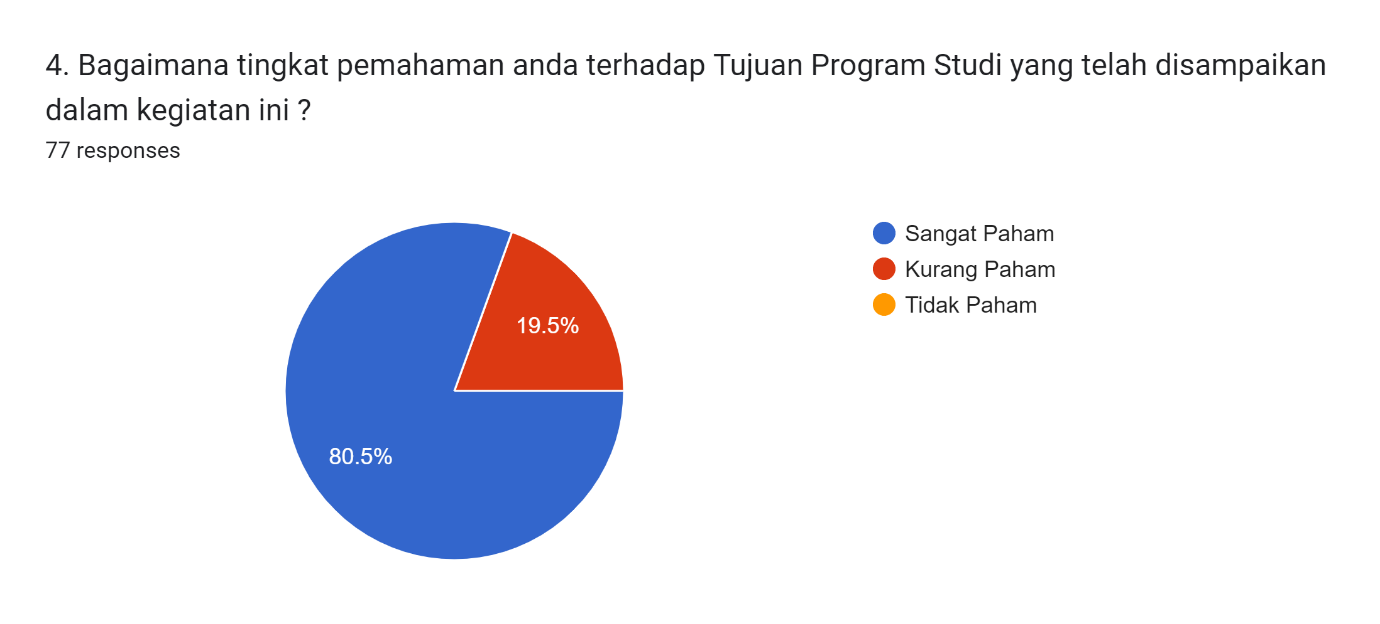 4. Bagaimana tingkat pemahaman anda terhadap Tujuan Program Studi yang telah disampaikan
dalam kegiatan ini ?
77 responses
Sangat Paham
Kurang Paham
Tidak Paham
19.5%
80.5%